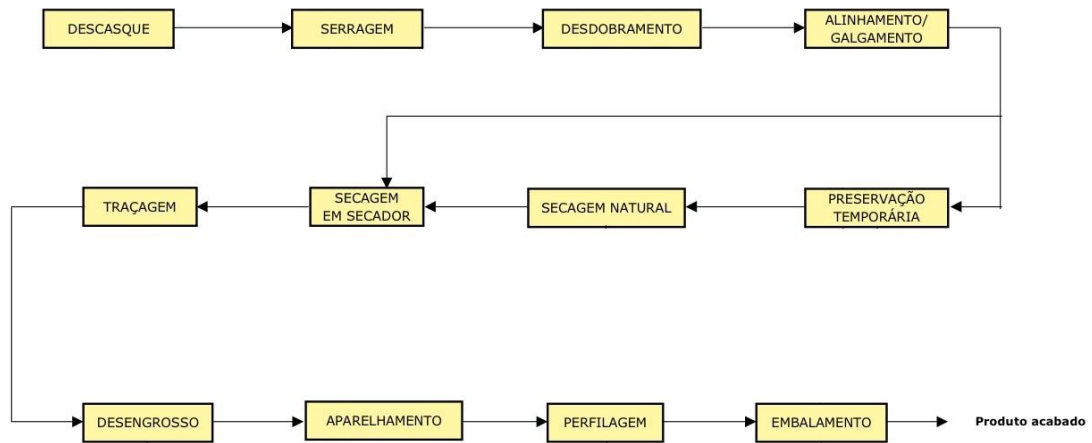 DESCASQUE
SERRAGEM
DESDOBRAMENTO
ALINHAMENTO/
GALGAMENTO
TRAÇAGEM
SECAGEM
EM SECADOR
SECAGEM NATURAL
PRESERVAÇÃO
TEMPORÁRIA
DESENGROSSO
APARELHAMENTO
PERFILAGEM
EMBALAMENTO
Produto acabado